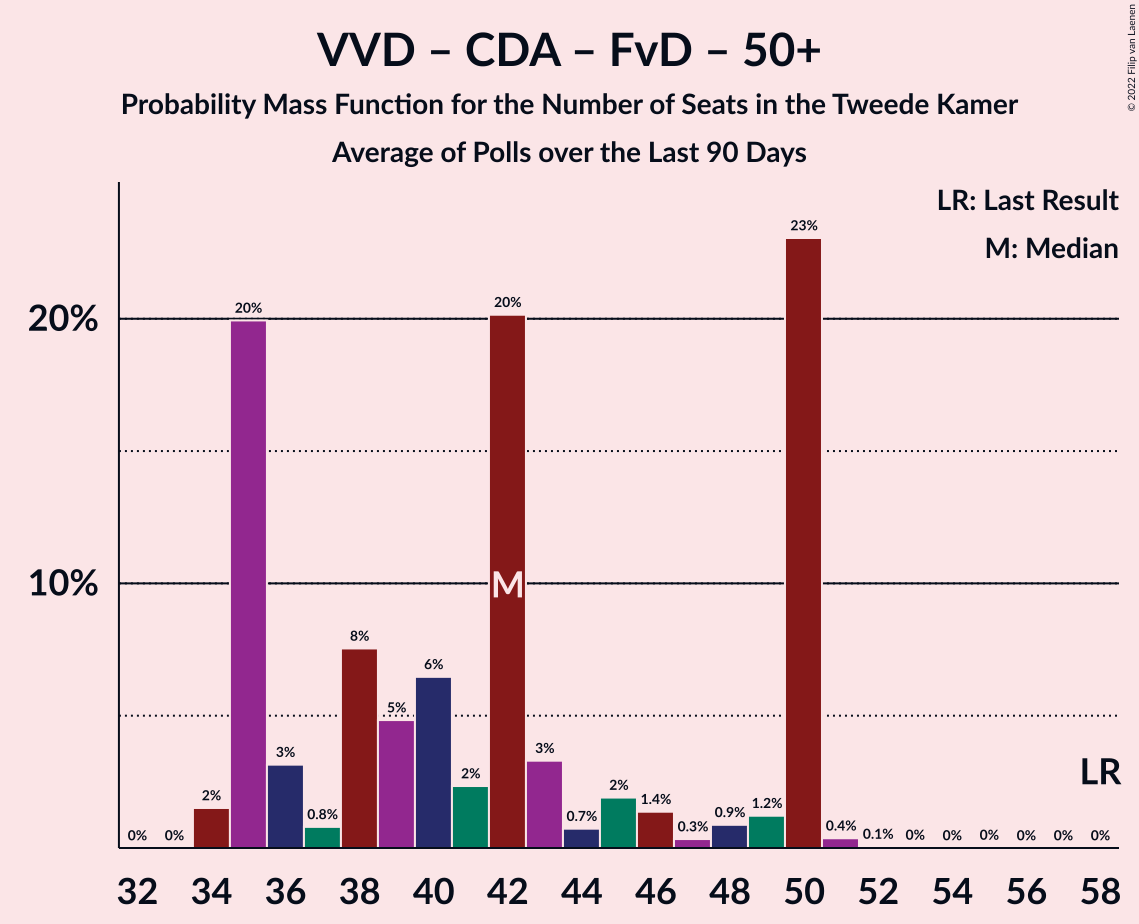 VVD – CDA – FvD – 50+
Probability Mass Function for the Number of Seats in the Tweede Kamer
Average of Polls over the Last 90 Days
© 2022 Filip van Laenen
LR: Last Result
M: Median
20%
10%
0% 0% 2% 20% 3% 0.8% 8% 5% 6% 2% 20% 3% 0.7% 2% 1.4% 0.3% 0.9% 1.2% 23% 0.4% 0.1% 0% 0% 0% 0% 0% 0%
M
LR
32 34 36 38 40 42 44 46 48 50 52 54 56 58